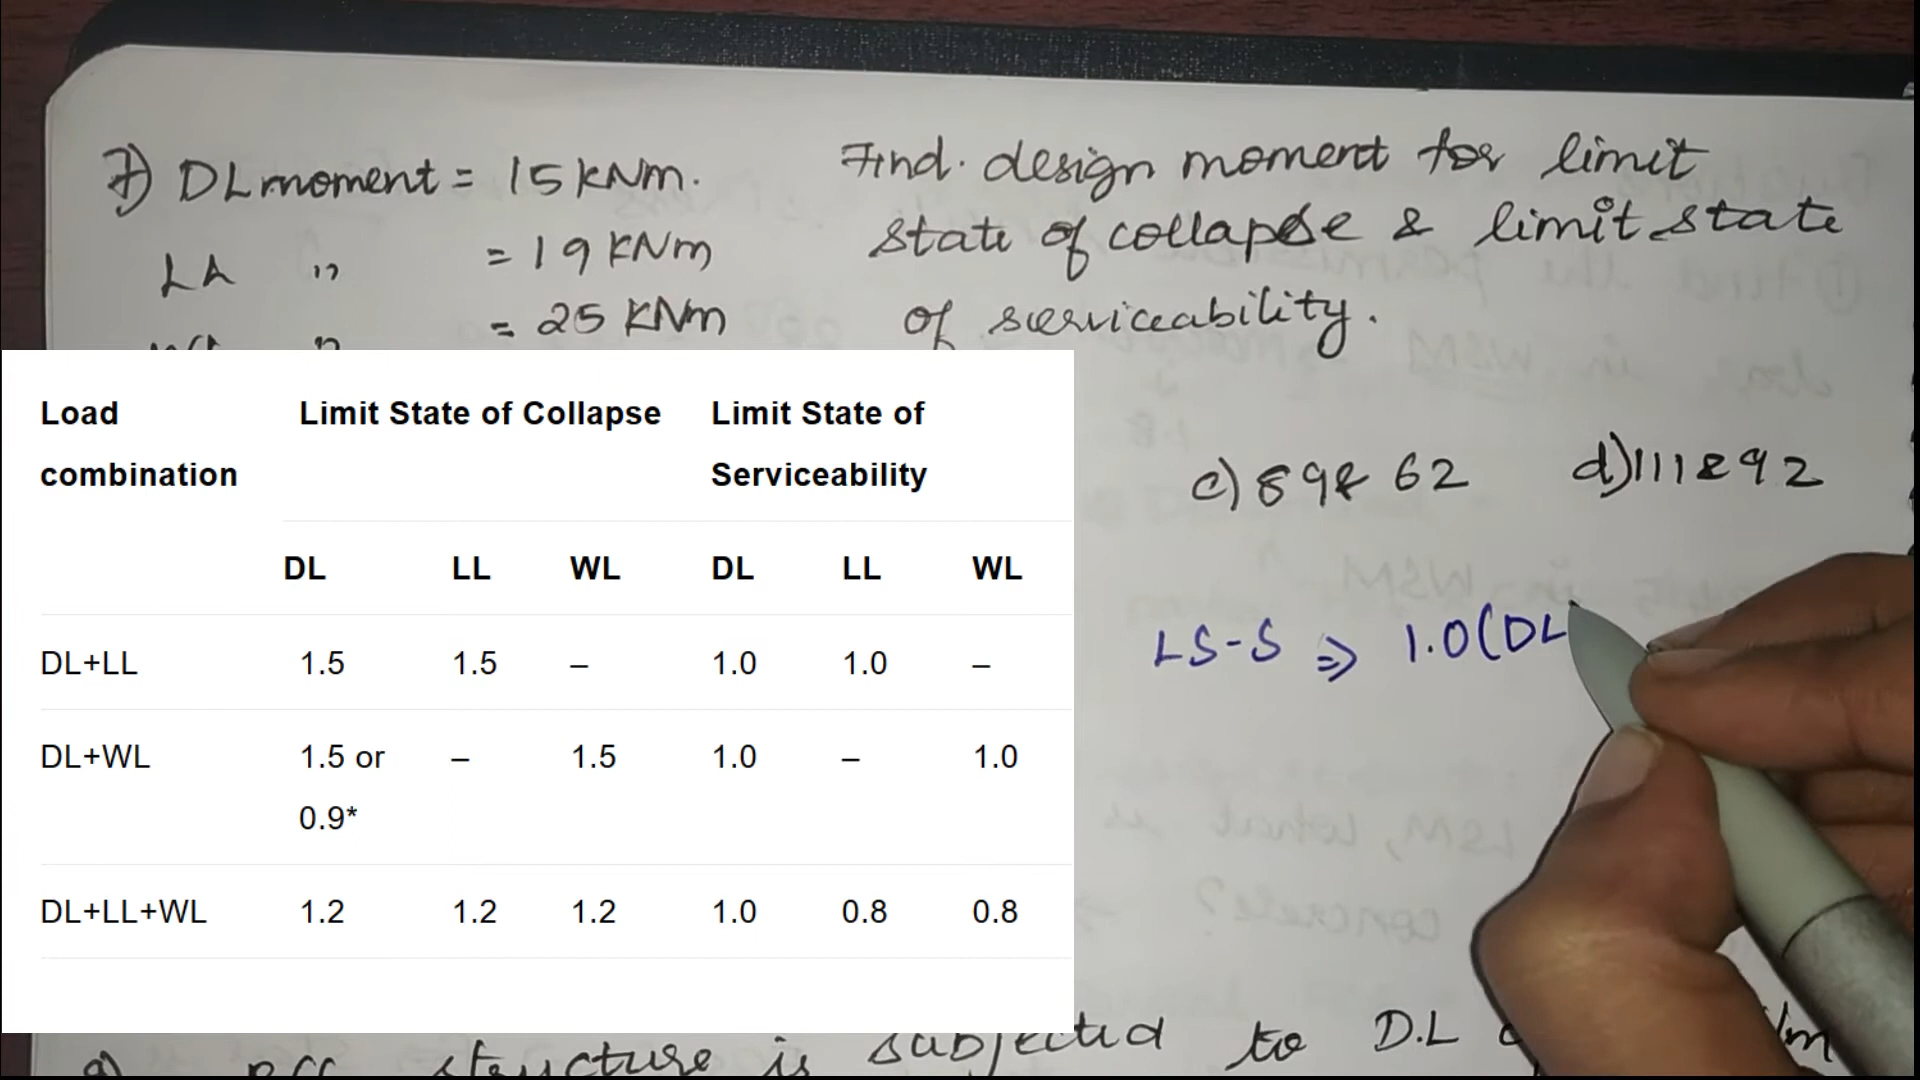 7) DL moment = 15 KNm.
LA " = 19 KNm
= 25 KNm
Find. design moment for limit
state of collapse & limit state
of serviceability.
Load combination Limit State of Collapse Limit State of Serviceability
DL LL WL DL LL WL
DL+LL 1.5 1.5 – 1.0 1.0 –
DL+WL 1.5 or 0.9* – 1.5 1.0 – 1.0
DL+LL+WL 1.2 1.2 1.2 1.0 0.8 0.8
c) 89 & 62 d) 111 & 92
LS-S ⇒ 1.0(DL
structure is subjected to D.L